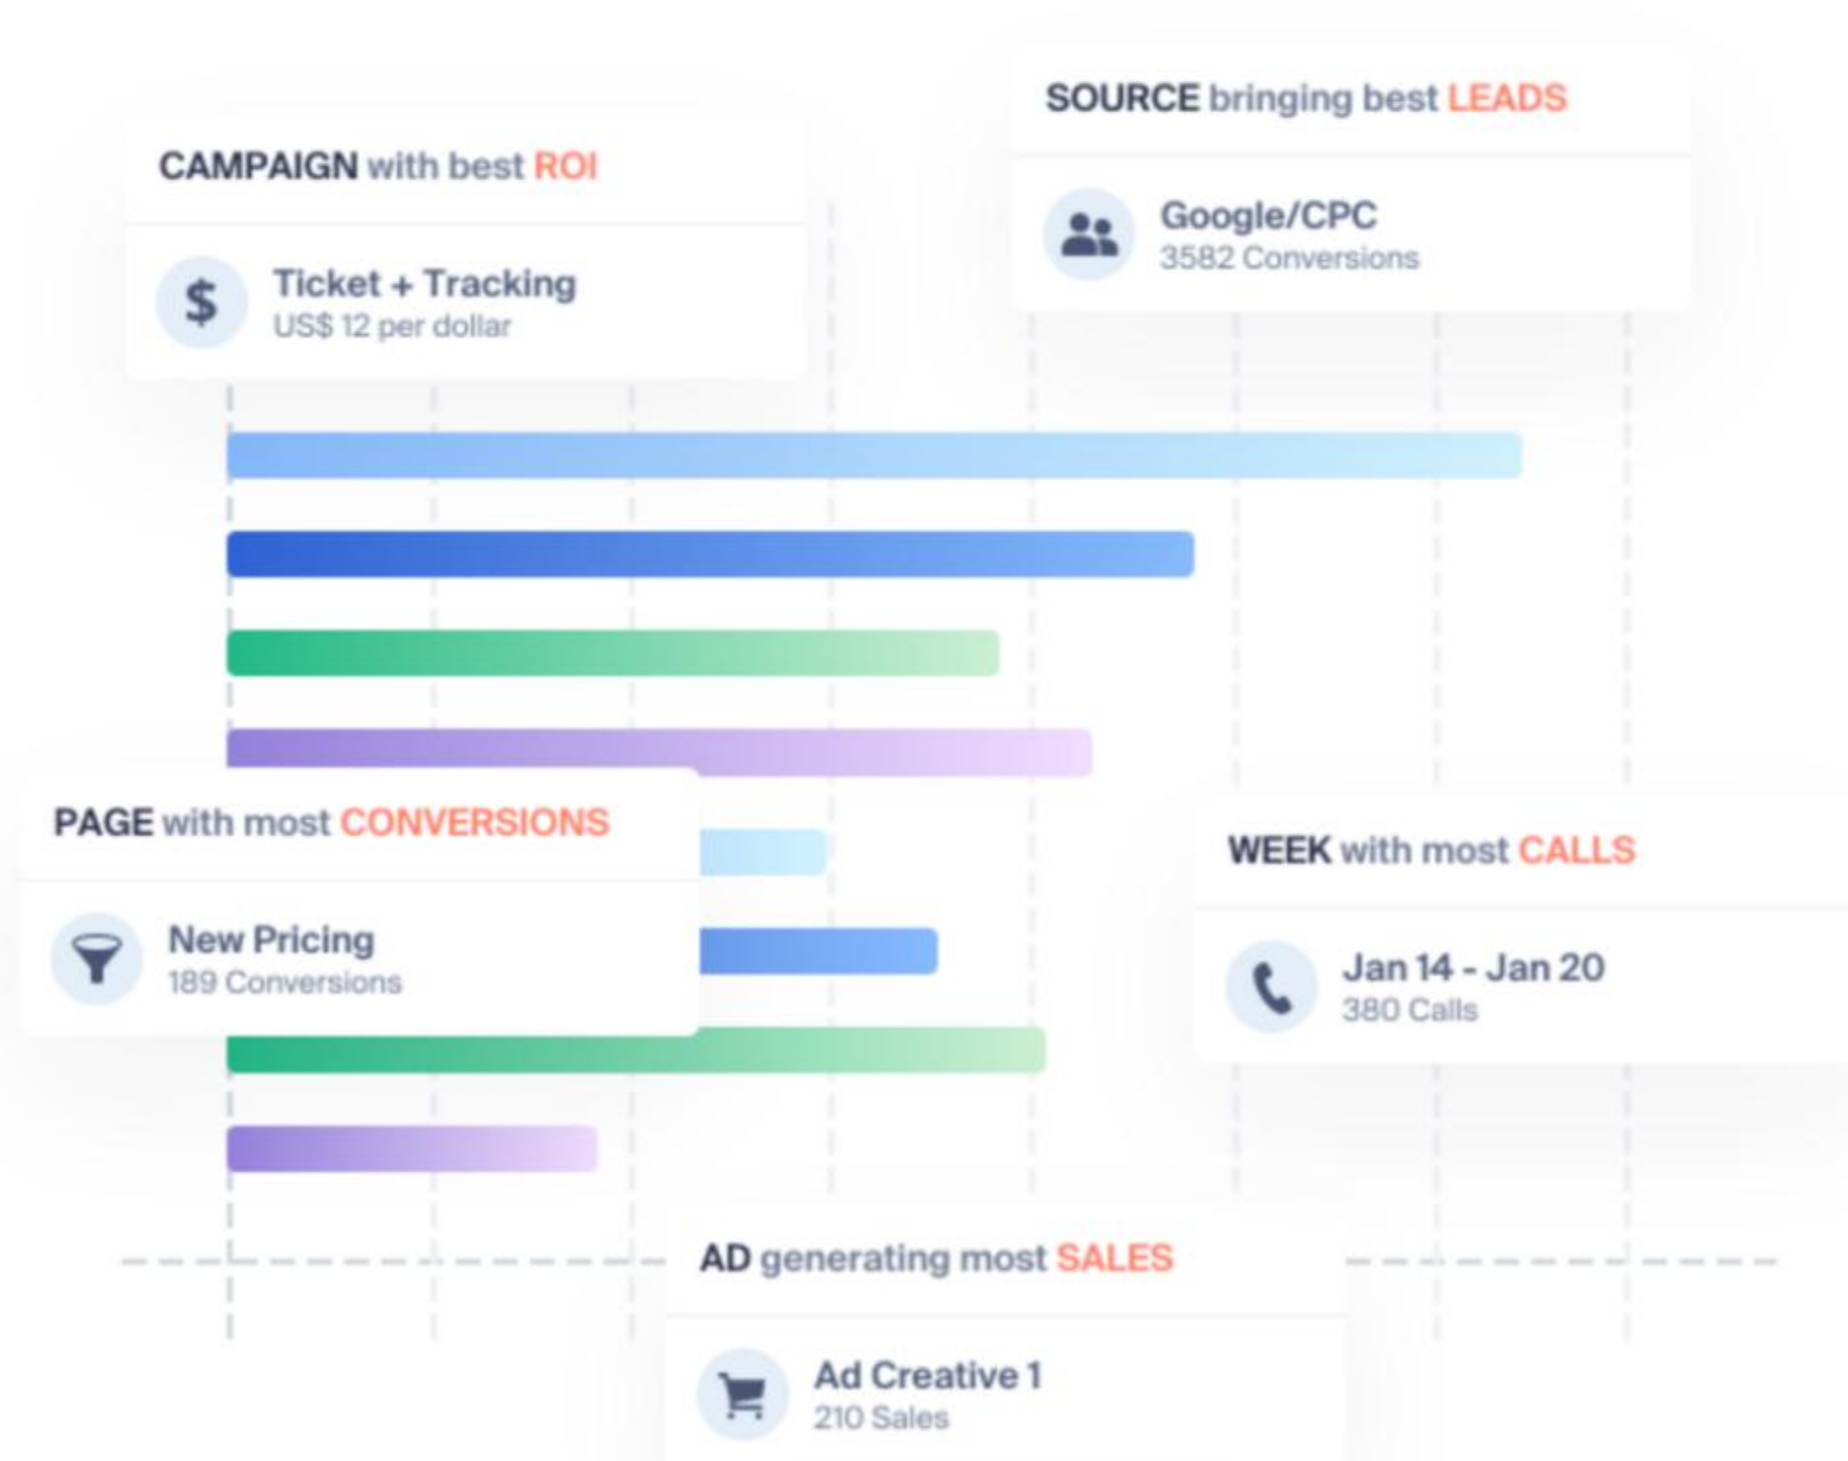 SOURCE bringing best LEADS
Google/CPC
3582 Conversions
CAMPAIGN with best ROI
$
Ticket + Tracking
US$ 12 per dollar
PAGE with most CONVERSIONS
New Pricing
189 Conversions
WEEK with most CALLS
Jan 14 - Jan 20
380 Calls
AD generating most SALES
Ad Creative 1
210 Sales